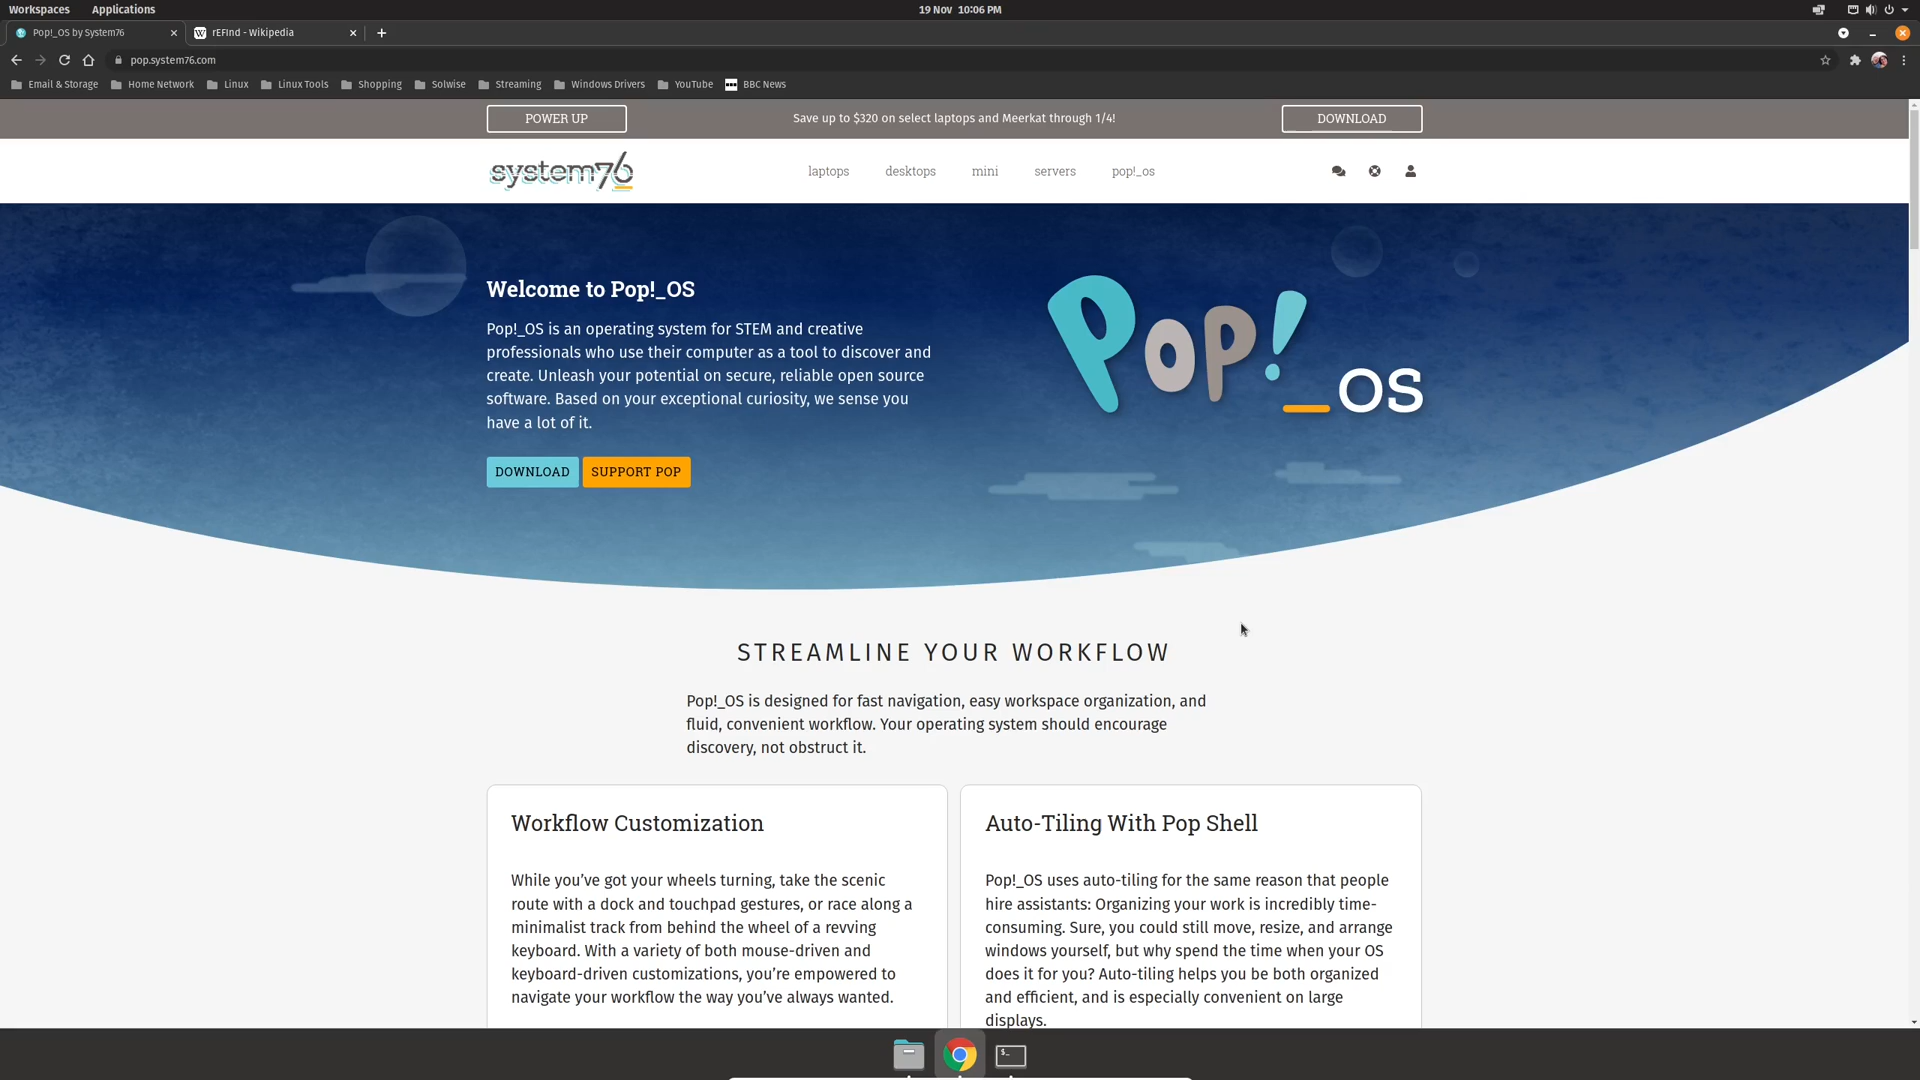 Workspaces Applications 19 Nov 10:06 PM
Pop!_OS by System76 rEFInd - Wikipedia
pop.system76.com
Email & Storage Home Network Linux Linux Tools Shopping Solwise Streaming Windows Drivers YouTube BBC News
POWER UP Save up to $320 on select laptops and Meerkat through 1/4! DOWNLOAD
system76 laptops desktops mini servers pop!_os
Welcome to Pop!_OS
Pop!_OS is an operating system for STEM and creative
professionals who use their computer as a tool to discover and
create. Unleash your potential on secure, reliable open source
software. Based on your exceptional curiosity, we sense you
have a lot of it.
DOWNLOAD SUPPORT POP
Pop!_OS
STREAMLINE YOUR WORKFLOW
Pop!_OS is designed for fast navigation, easy workspace organization, and
fluid, convenient workflow. Your operating system should encourage
discovery, not obstruct it.
Workflow Customization
While you’ve got your wheels turning, take the scenic
route with a dock and touchpad gestures, or race along a
minimalist track from behind the wheel of a revving
keyboard. With a variety of both mouse-driven and
keyboard-driven customizations, you’re empowered to
navigate your workflow the way you’ve always wanted.
Auto-Tiling With Pop Shell
Pop!_OS uses auto-tiling for the same reason that people
hire assistants: Organizing your work is incredibly time-
consuming. Sure, you could still move, resize, and arrange
windows yourself, but why spend the time when your OS
does it for you? Auto-tiling helps you be both organized
and efficient, and is especially convenient on large
displays.